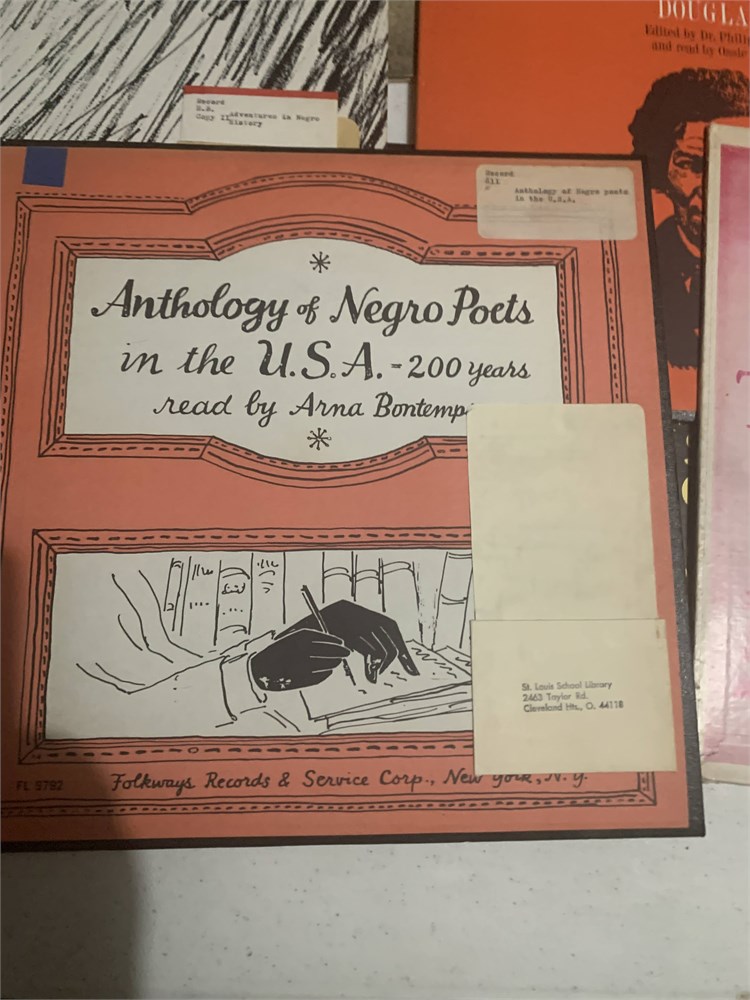 DOUGLA
Edited by Dr. Phili
and read by Ossie
Record
Copy II Adventures in Negro
History
Record
811
Anthology of Negro poets
in the U.S.A.
Anthology of Negro Poets
in the U.S.A. - 200 years
read by Arna Bontemp
St. Louis School Library
2463 Taylor Rd.
Cleveland Hts., O. 44118
FL 9792
Folkways Records & Service Corp., New York, N.Y.